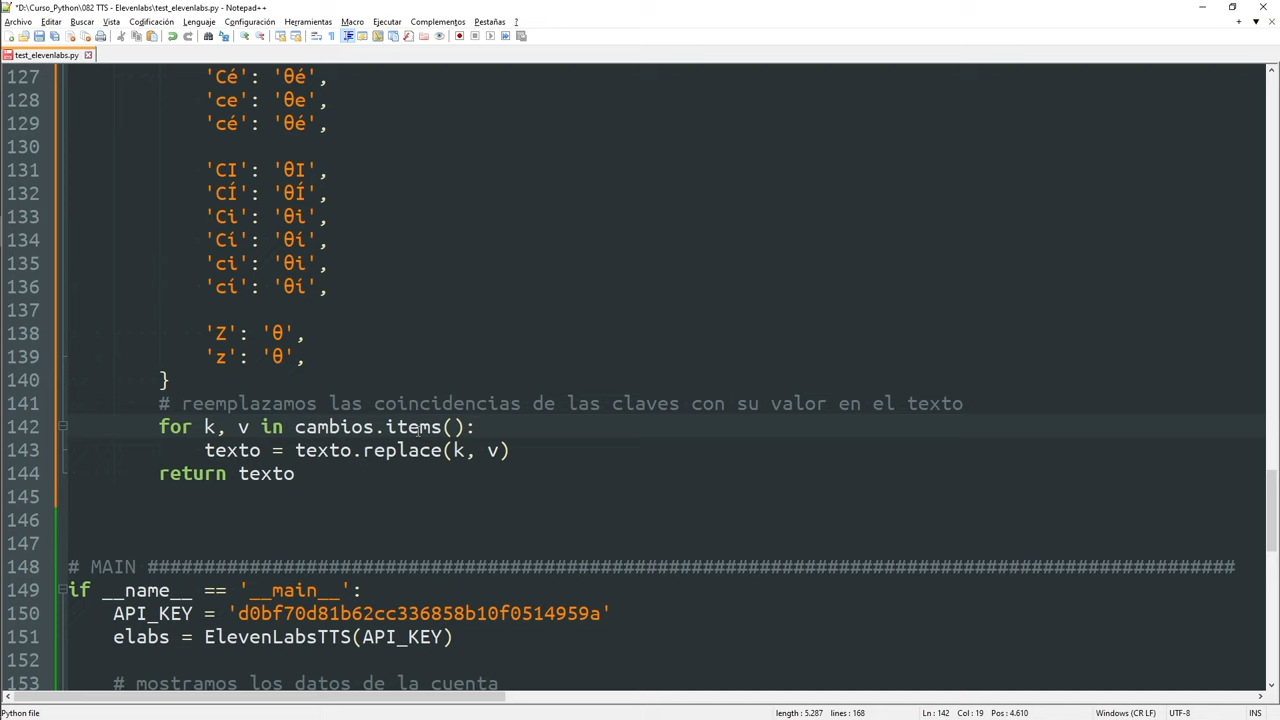 *D:\Curso_Python\082 TTS - Elevenlabs\test_elevenlabs.py - Notepad++
Archivo Editar Buscar Vista Codificación Lenguaje Configuración Herramientas Macro Ejecutar Complementos Pestañas ?
test_elevenlabs.py
127 'Cé': 'θé',
128 'ce': 'θe',
129 'cé': 'θé',
130
131 'CI': 'θI',
132 'CÍ': 'θÍ',
133 'Ci': 'θi',
134 'Cí': 'θí',
135 'ci': 'θi',
136 'cí': 'θí',
137
138 'Z': 'θ',
139 'z': 'θ',
140 }
141 # reemplazamos las coincidencias de las claves con su valor en el texto
142 for k, v in cambios.items():
143 texto = texto.replace(k, v)
144 return texto
145
146
147
148 # MAIN ################################################################################################
149 if __name__ == '__main__':
150 API_KEY = 'd0bf70d81b62cc336858b10f0514959a'
151 elabs = ElevenLabsTTS(API_KEY)
152
153 # mostramos los datos de la cuenta
Python file length : 5.287 lines : 168 Ln : 142 Col : 19 Pos : 4.610 Windows (CR LF) UTF-8 INS